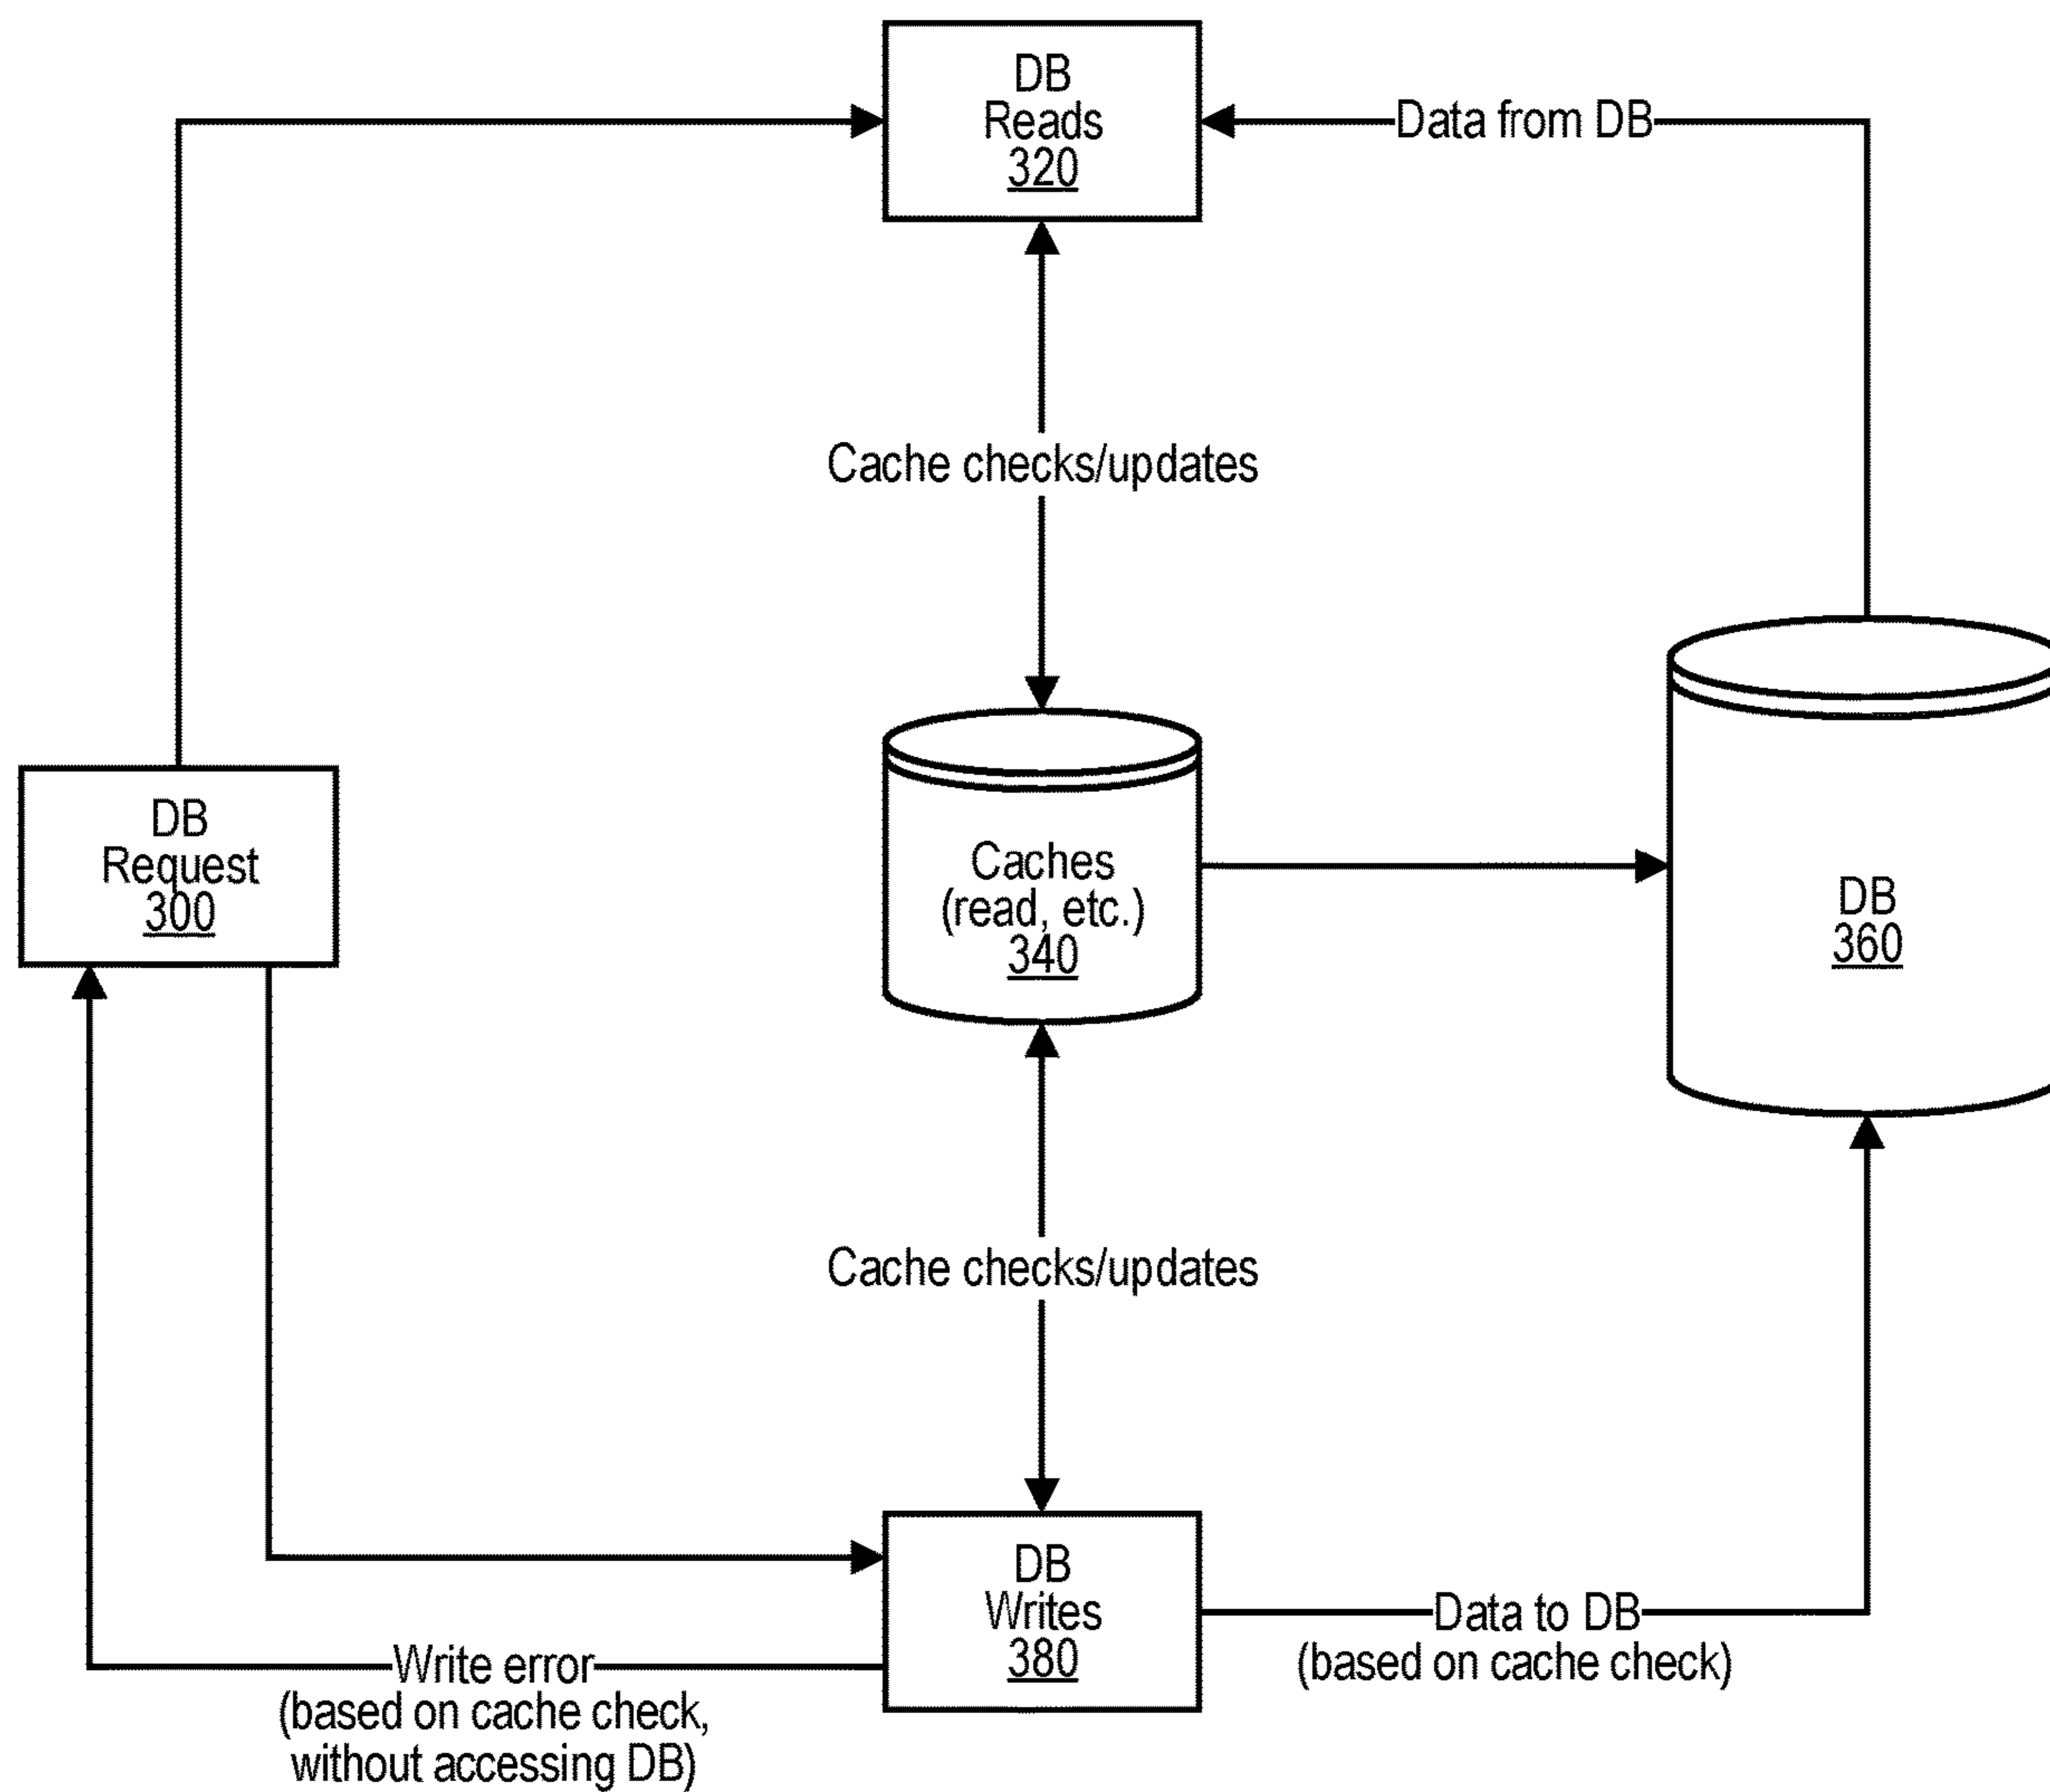 DB
Reads
320
Data from DB
Cache checks/updates
DB
Request
300
Caches
(read, etc.)
340
DB
360
Cache checks/updates
DB
Writes
380
Data to DB
(based on cache check)
Write error
(based on cache check,
without accessing DB)